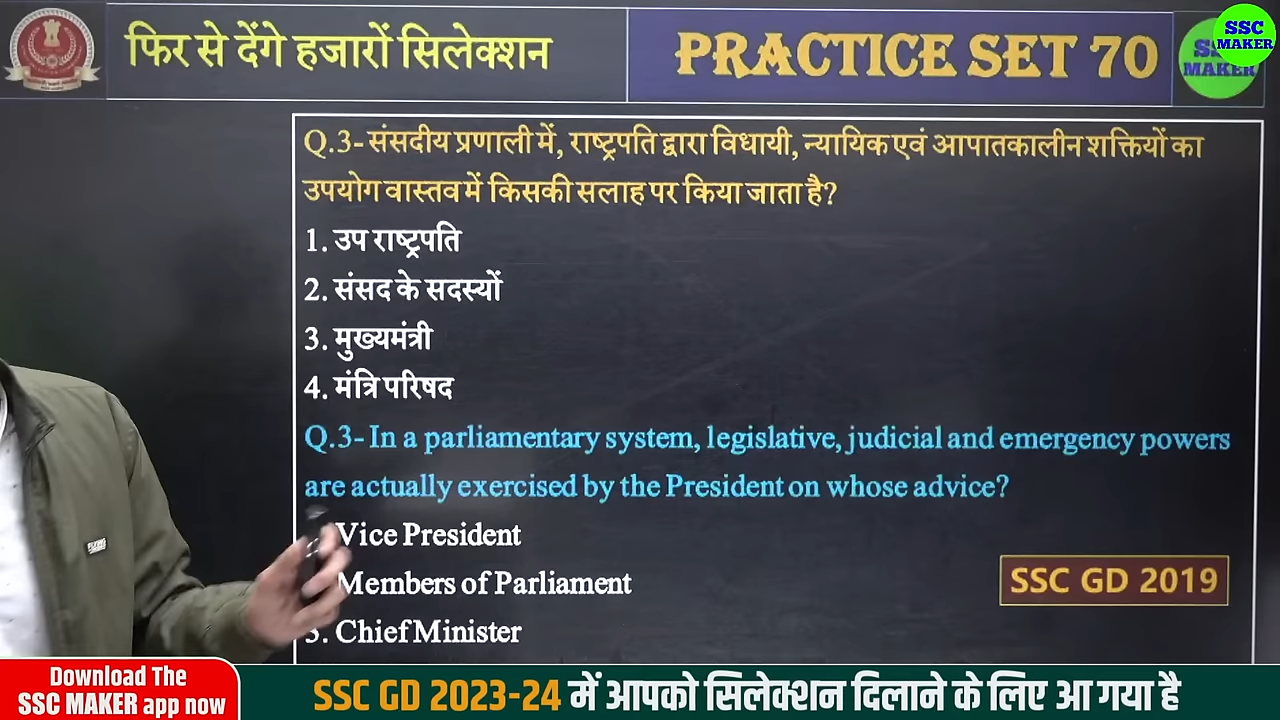 फिर से देंगे हजारों सिलेक्शन
PRACTICE SET 70
SSC
MAKER
MAKER
Q.3- संसदीय प्रणाली में, राष्ट्रपति द्वारा विधायी, न्यायिक एवं आपातकालीन शक्तियों का
उपयोग वास्तव में किसकी सलाह पर किया जाता है?
1. उप राष्ट्रपति
2. संसद के सदस्यों
3. मुख्यमंत्री
4. मंत्रि परिषद
Q.3- In a parliamentary system, legislative, judicial and emergency powers
are actually exercised by the President on whose advice?
Vice President
Members of Parliament
3. Chief Minister
SSC GD 2019
Download The
SSC MAKER app now
SSC GD 2023-24 में आपको सिलेक्शन दिलाने के लिए आ गया है